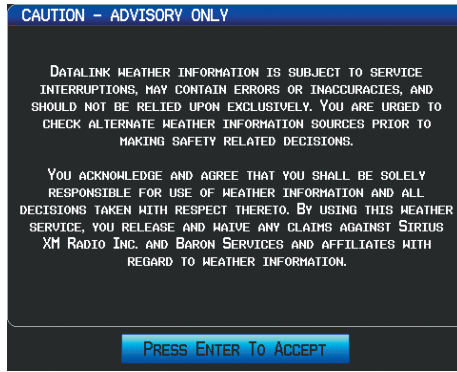 CAUTION – ADVISORY ONLY
DATALINK WEATHER INFORMATION IS SUBJECT TO SERVICE
INTERRUPTIONS, MAY CONTAIN ERRORS OR INACCURACIES, AND
SHOULD NOT BE RELIED UPON EXCLUSIVELY. YOU ARE URGED TO
CHECK ALTERNATE WEATHER INFORMATION SOURCES PRIOR TO
MAKING SAFETY RELATED DECISIONS.
YOU ACKNOWLEDGE AND AGREE THAT YOU SHALL BE SOLELY
RESPONSIBLE FOR USE OF WEATHER INFORMATION AND ALL
DECISIONS TAKEN WITH RESPECT THERETO. BY USING THIS WEATHER
SERVICE, YOU RELEASE AND WAIVE ANY CLAIMS AGAINST SIRIUS
XM RADIO INC. AND BARON SERVICES AND AFFILIATES WITH
REGARD TO WEATHER INFORMATION.
PRESS ENTER TO ACCEPT